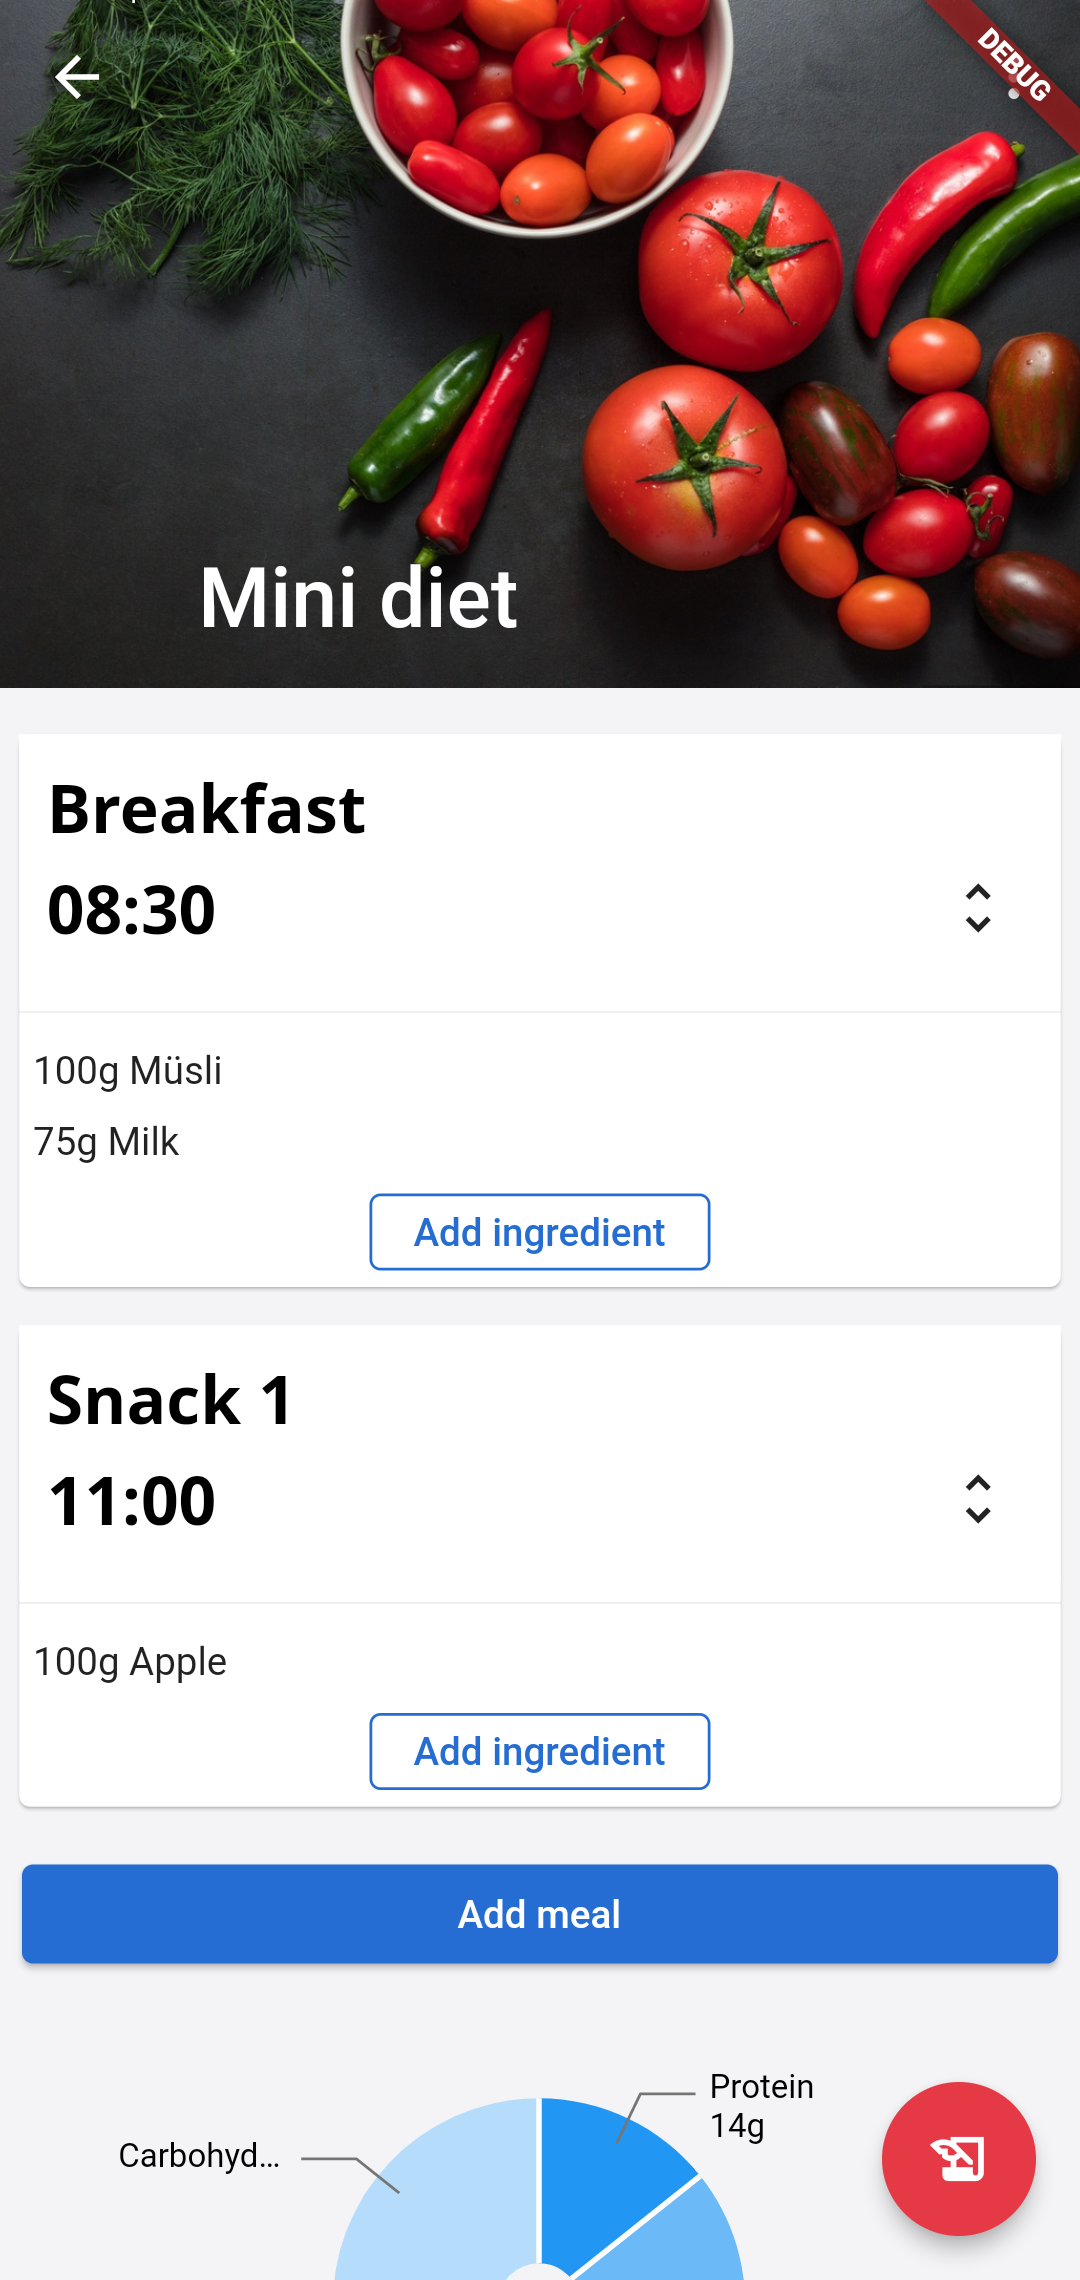 DEBUG
Mini diet
Breakfast
08:30
100g Müsli
75g Milk
Add ingredient
Snack 1
11:00
100g Apple
Add ingredient
Add meal
Protein
14g
Carbohyd…